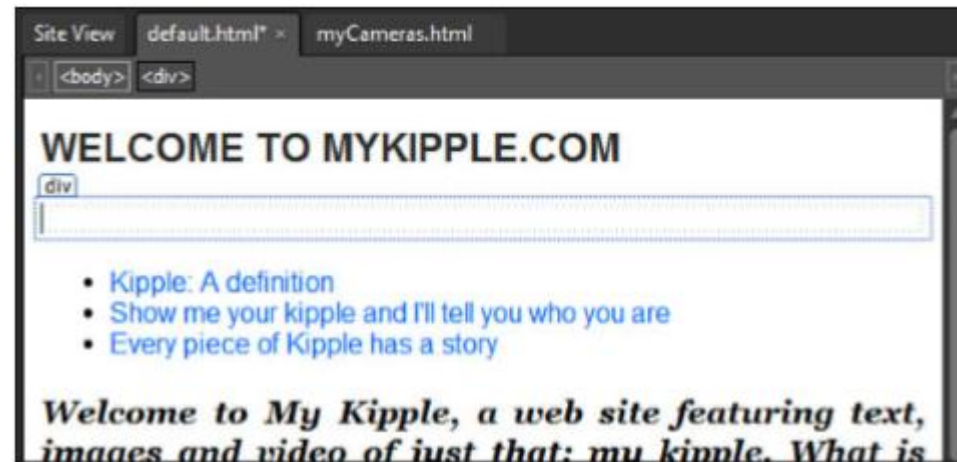 Site View default.html* × myCameras.html
<body> <div>
WELCOME TO MYKIPPLE.COM
div
• Kipple: A definition
• Show me your kipple and I'll tell you who you are
• Every piece of Kipple has a story
Welcome to My Kipple, a web site featuring text,
images and video of just that: my kipple. What is